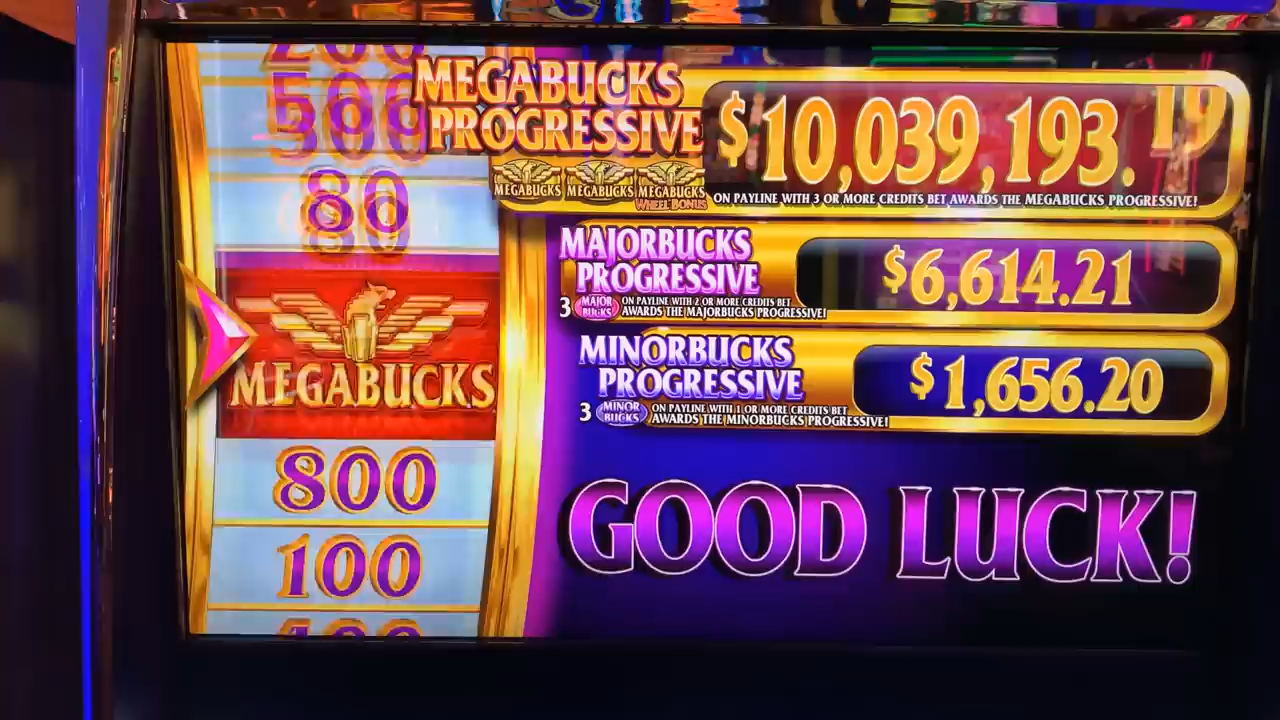 200
500
80
MEGABUCKS
800
100
MEGABUCKS
PROGRESSIVE
$10,039,193.19
MEGABUCKS MEGABUCKS MEGABUCKS
WHEEL BONUS
ON PAYLINE WITH 3 OR MORE CREDITS BET AWARDS THE MEGABUCKS PROGRESSIVE!
MAJORBUCKS
PROGRESSIVE
$6,614.21
3 MAJOR BUCKS ON PAYLINE WITH 2 OR MORE CREDITS BET
AWARDS THE MAJORBUCKS PROGRESSIVE!
MINORBUCKS
PROGRESSIVE
$1,656.20
3 MINOR BUCKS ON PAYLINE WITH 1 OR MORE CREDITS BET
AWARDS THE MINORBUCKS PROGRESSIVE!
GOOD LUCK!